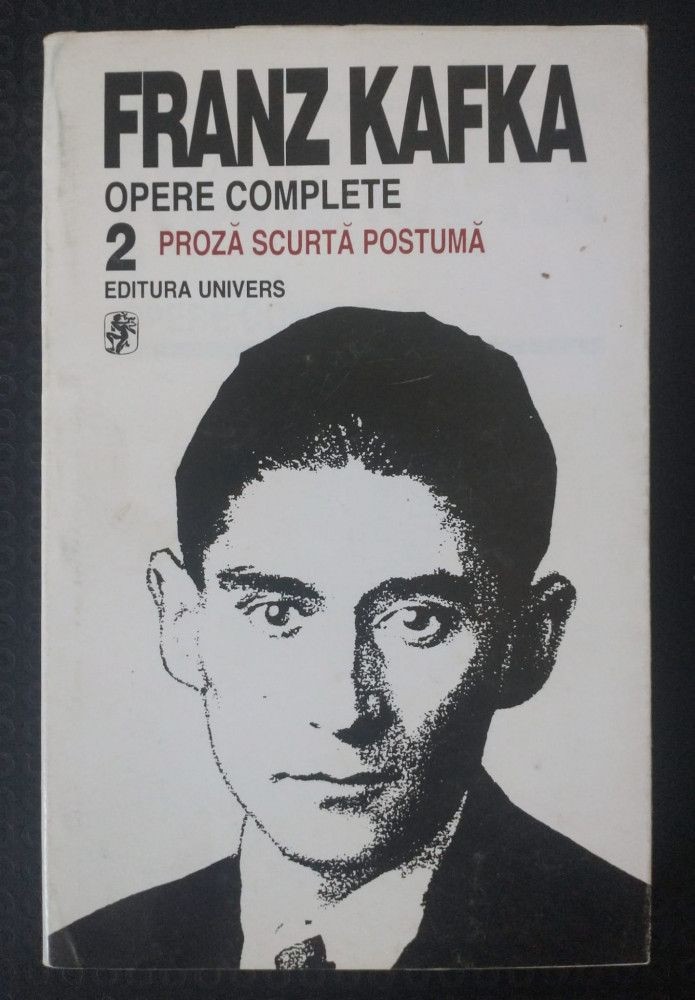 FRANZ KAFKA
OPERE COMPLETE
2 PROZĂ SCURTĂ POSTUMĂ
EDITURA UNIVERS